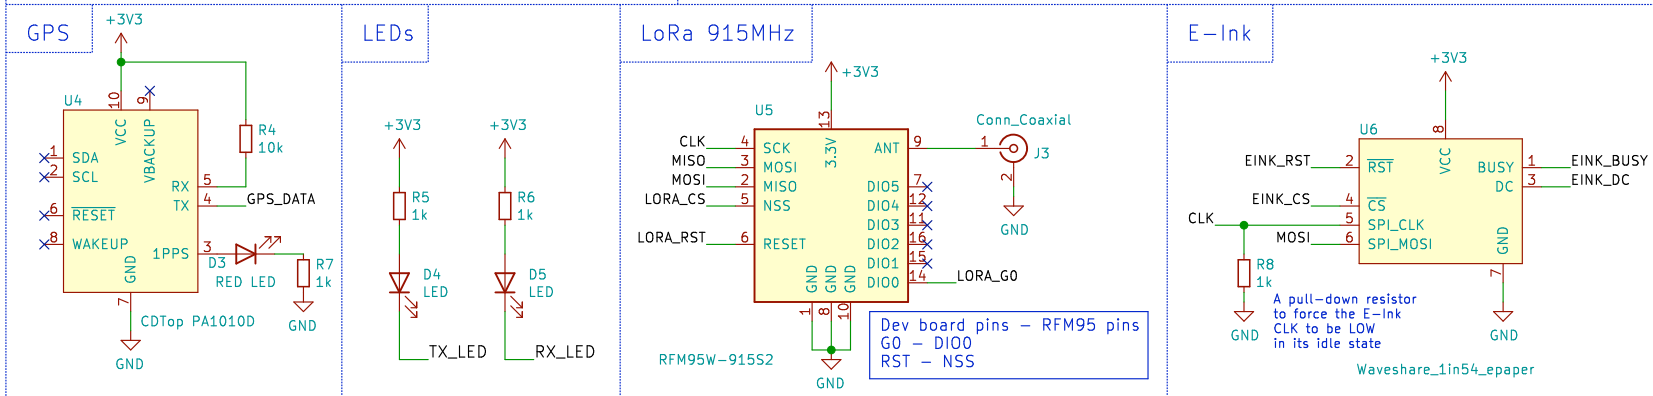 GPS
+3V3
U4
10
9
VCC
VBACKUP
R4
10k
1
SDA
2
SCL
RX
5
TX
4
GPS_DATA
6
RESET
8
WAKEUP
1PPS
3
D3
RED LED
R7
1k
GND
GND
7
CDTop PA1010D
GND
LEDs
+3V3
+3V3
R5
1k
R6
1k
D4
LED
D5
LED
TX_LED
RX_LED
LoRa 915MHz
+3V3
U5
13
3.3V
CLK
4
SCK
MISO
3
MOSI
MOSI
2
MISO
LORA_CS
5
NSS
LORA_RST
6
RESET
ANT
9
1
Conn_Coaxial
J3
2
GND
DIO5
7
DIO4
12
DIO3
11
DIO2
16
DIO1
15
DIO0
14
LORA_G0
GND
GND
GND
1
8
10
GND
RFM95W-915S2
Dev board pins - RFM95 pins
G0 - DIO0
RST - NSS
E-Ink
+3V3
U6
8
VCC
EINK_RST
2
RST
EINK_CS
4
CS
CLK
5
SPI_CLK
MOSI
6
SPI_MOSI
BUSY
1
EINK_BUSY
DC
3
EINK_DC
GND
7
GND
R8
1k
GND
A pull-down resistor
to force the E-Ink
CLK to be LOW
in its idle state
Waveshare_1in54_epaper